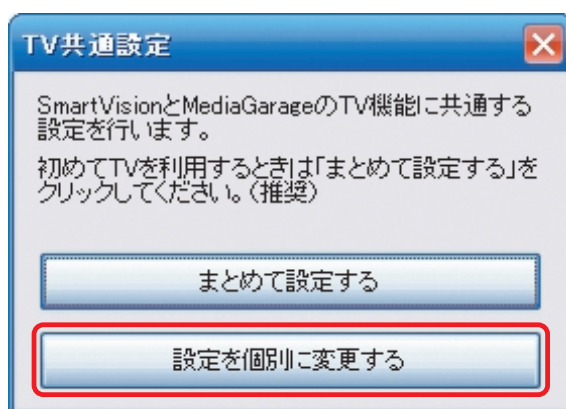 TV共通設定
SmartVisionとMediaGarageのTV機能に共通する
設定を行います。
初めてTVを利用するときは「まとめて設定する」を
クリックしてください。（推奨）
まとめて設定する
設定を個別に変更する